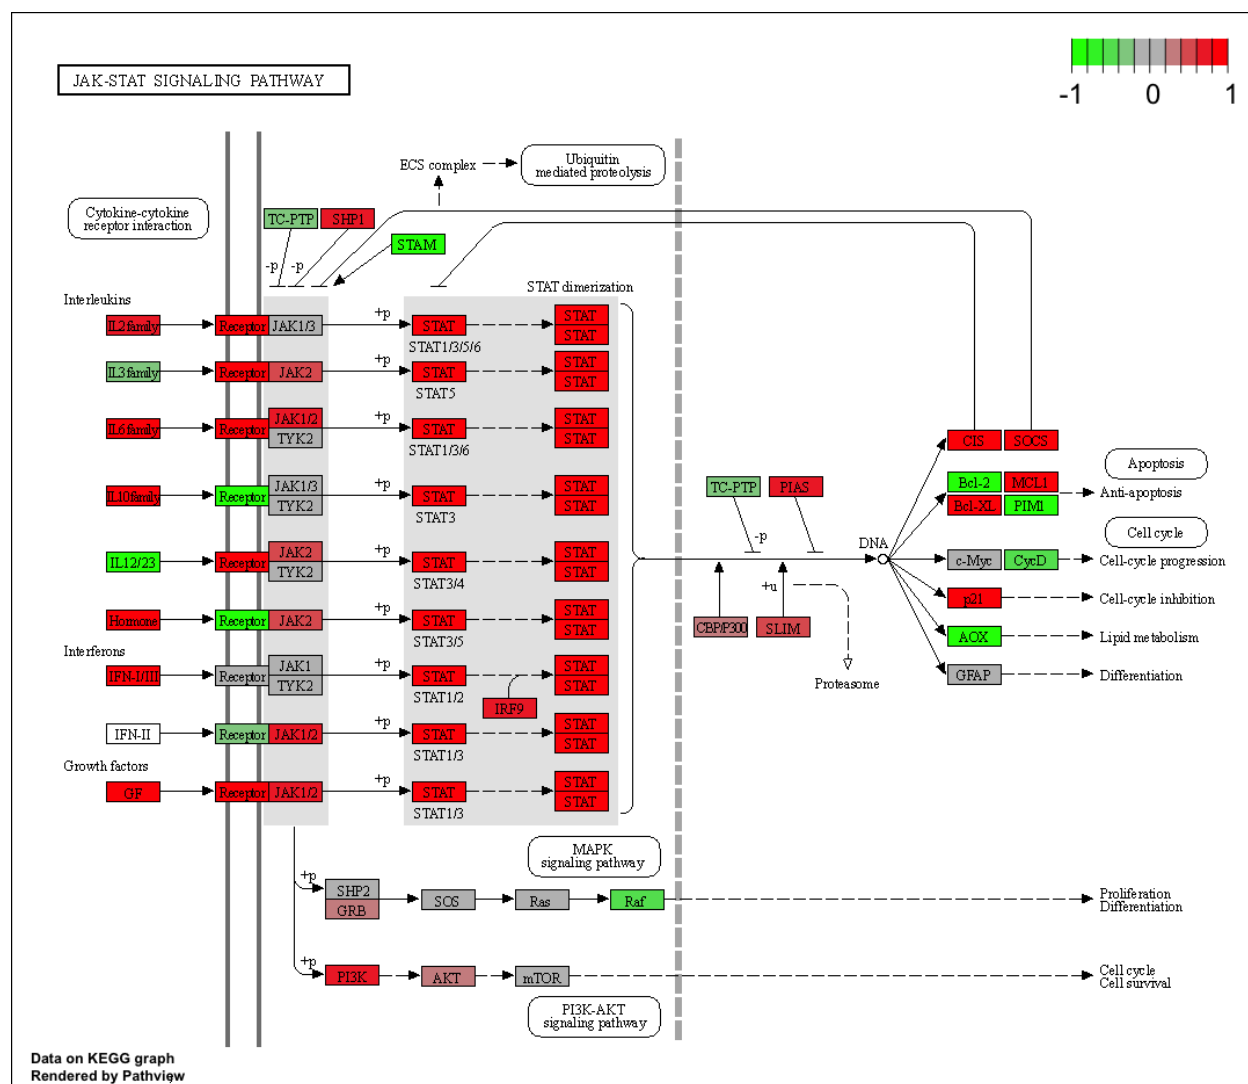 -1 0 1
JAK-STAT SIGNALING PATHWAY
ECS complex
Ubiquitin
mediated proteolysis
Cytokine-cytokine
receptor interaction
TC-PTP SHP1
STAM
-p -p
STAT dimerization
Interleukins
IL2family Receptor JAK1/3 +p STAT STAT
STAT
STAT1/3/5/6
IL3family Receptor JAK2 +p STAT STAT
STAT
STAT5
IL6family Receptor JAK1/2 +p STAT STAT
TYK2 STAT
STAT1/3/6
CIS SOCS
IL10family Receptor JAK1/3 +p STAT STAT
TYK2 STAT
STAT3
TC-PTP PIAS
-p
Bcl-2 MCL1
Bcl-XL PIM1
Apoptosis
Anti-apoptosis
IL12/23 Receptor JAK2 +p STAT STAT
TYK2 STAT
STAT3/4
DNA
Cell cycle
c-Myc CycD Cell-cycle progression
+u
Hormone Receptor JAK2 +p STAT STAT
STAT
STAT3/5
CBP/P300 SLIM
p21 Cell-cycle inhibition
AOX Lipid metabolism
Interferons
IFN-I/III Receptor JAK1 +p STAT STAT
TYK2 STAT
STAT1/2
IRF9
Proteasome
GFAP Differentiation
IFN-II Receptor JAK1/2 +p STAT STAT
STAT
STAT1/3
Growth factors
GF Receptor JAK1/2 +p STAT STAT
STAT
STAT1/3
MAPK
signaling pathway
+p
SHP2 SOS Ras Raf
GRB
Proliferation
Differentiation
+p
PI3K AKT mTOR
Cell cycle
Cell survival
PI3K-AKT
signaling pathway
Data on KEGG graph
Rendered by Pathview